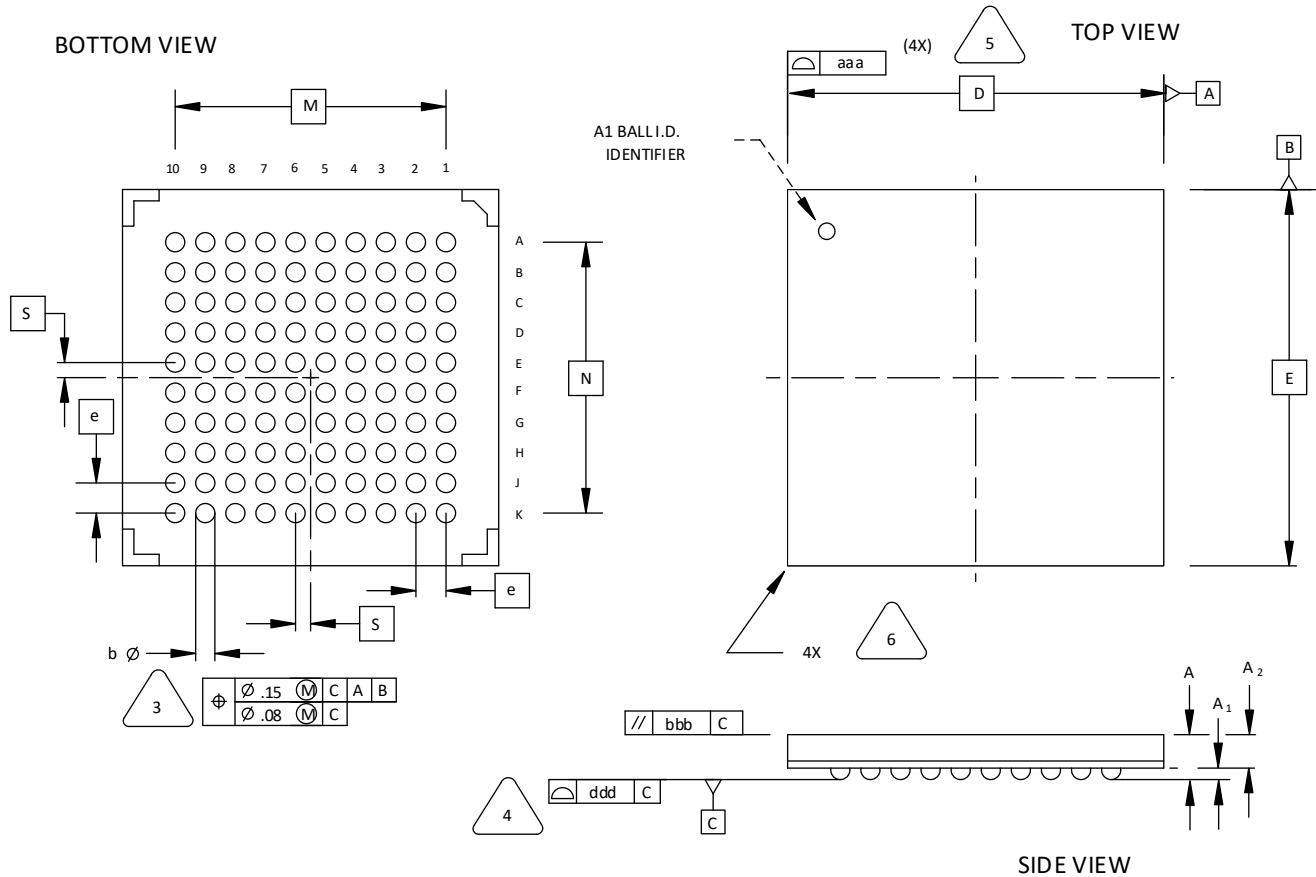 BOTTOM VIEW
M
10 9 8 7 6 5 4 3 2 1
A
B
C
D
E
F
G
H
J
K
S
e
N
e
S
b Ø
3
⌖ Ø .15 Ⓜ C A B
Ø .08 Ⓜ C
TOP VIEW
(4X)
5
⌓ aaa
D
A
A1 BALL I.D.
IDENTIFIER
B
E
4X
6
// bbb C
A
A1
A2
4
⌓ ddd C
C
SIDE VIEW